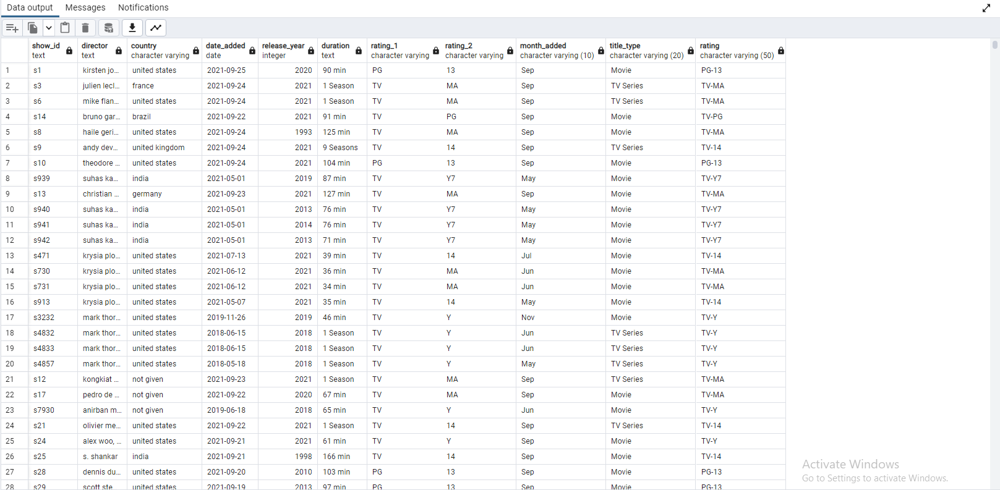 Data output Messages Notifications
show_id director country date_added release_year duration rating_1 rating_2 month_added title_type rating
text text character varying date integer text character varying character varying character varying (10) character varying (20) character varying (50)
1 s1 kirsten jo... united states 2021-09-25 2020 90 min PG 13 Sep Movie PG-13
2 s3 julien lecl... france 2021-09-24 2021 1 Season TV MA Sep TV Series TV-MA
3 s6 mike flan... united states 2021-09-24 2021 1 Season TV MA Sep TV Series TV-MA
4 s14 bruno gar... brazil 2021-09-22 2021 91 min TV PG Sep Movie TV-PG
5 s8 haile geri... united states 2021-09-24 1993 125 min TV MA Sep Movie TV-MA
6 s9 andy dev... united kingdom 2021-09-24 2021 9 Seasons TV 14 Sep TV Series TV-14
7 s10 theodore ... united states 2021-09-24 2021 104 min PG 13 Sep Movie PG-13
8 s939 suhas ka... india 2021-05-01 2019 87 min TV Y7 May Movie TV-Y7
9 s13 christian ... germany 2021-09-23 2021 127 min TV MA Sep Movie TV-MA
10 s940 suhas ka... india 2021-05-01 2013 76 min TV Y7 May Movie TV-Y7
11 s941 suhas ka... india 2021-05-01 2014 76 min TV Y7 May Movie TV-Y7
12 s942 suhas ka... india 2021-05-01 2013 71 min TV Y7 May Movie TV-Y7
13 s471 krysia plo... united states 2021-07-13 2021 39 min TV 14 Jul Movie TV-14
14 s730 krysia plo... united states 2021-06-12 2021 36 min TV MA Jun Movie TV-MA
15 s731 krysia plo... united states 2021-06-12 2021 34 min TV MA Jun Movie TV-MA
16 s913 krysia plo... united states 2021-05-07 2021 35 min TV 14 May Movie TV-14
17 s3232 mark thor... united states 2019-11-26 2019 46 min TV Y Nov Movie TV-Y
18 s4832 mark thor... united states 2018-06-15 2018 1 Season TV Y Jun TV Series TV-Y
19 s4833 mark thor... united states 2018-06-15 2018 1 Season TV Y Jun TV Series TV-Y
20 s4857 mark thor... united states 2018-05-18 2018 1 Season TV Y May TV Series TV-Y
21 s12 kongkiat ... not given 2021-09-23 2021 1 Season TV MA Sep TV Series TV-MA
22 s17 pedro de ... not given 2021-09-22 2020 67 min TV MA Sep Movie TV-MA
23 s7930 anirban m... not given 2019-06-18 2018 65 min TV Y Jun Movie TV-Y
24 s21 olivier me... united states 2021-09-22 2021 1 Season TV 14 Sep TV Series TV-14
25 s24 alex woo, ... united states 2021-09-21 2021 61 min TV Y Sep Movie TV-Y
26 s25 s. shankar india 2021-09-21 1998 166 min TV 14 Sep Movie TV-14
27 s28 dennis du... united states 2021-09-20 2010 103 min PG 13 Sep Movie PG-13
28 s29 scott ste united states 2021-09-19 2013 97 min PG 13 Sep Movie PG-13
Activate Windows
Go to Settings to activate Windows.